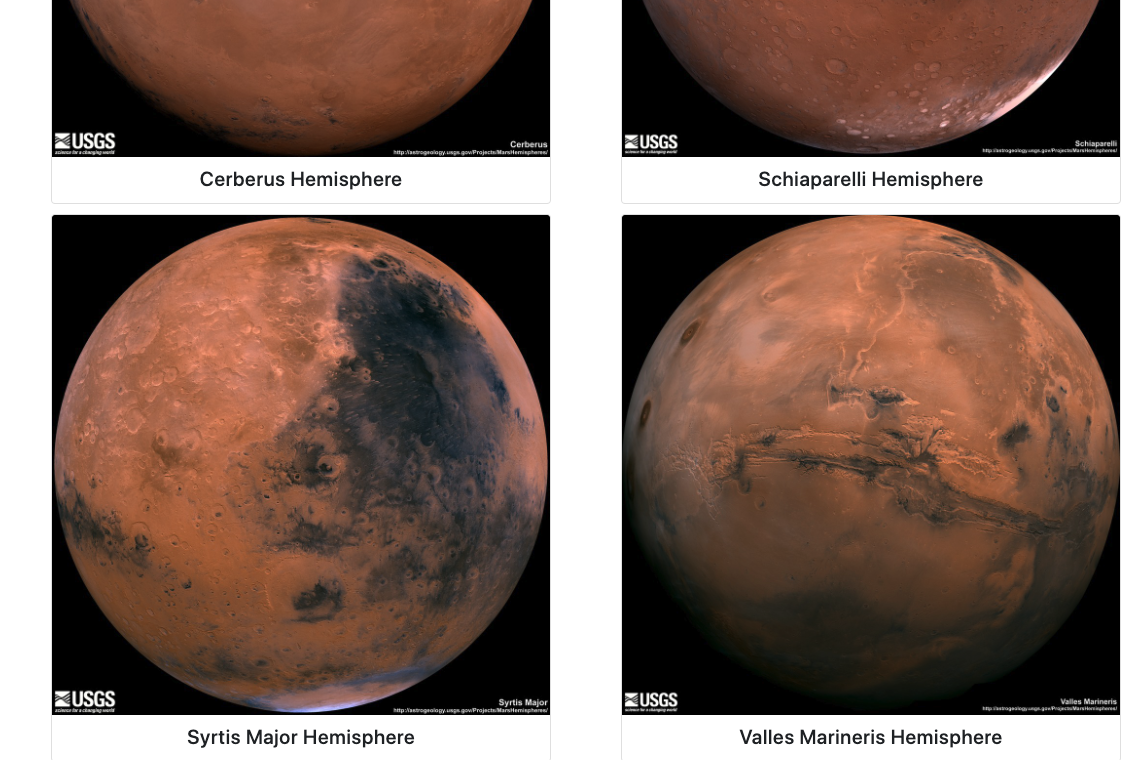 USGS
science for a changing world
Cerberus
http://astrogeology.usgs.gov/Projects/MarsHemispheres/
Cerberus Hemisphere
USGS
science for a changing world
Schiaparelli
http://astrogeology.usgs.gov/Projects/MarsHemispheres/
Schiaparelli Hemisphere
USGS
science for a changing world
Syrtis Major
http://astrogeology.usgs.gov/Projects/MarsHemispheres/
Syrtis Major Hemisphere
USGS
science for a changing world
Valles Marineris
http://astrogeology.usgs.gov/Projects/MarsHemispheres/
Valles Marineris Hemisphere